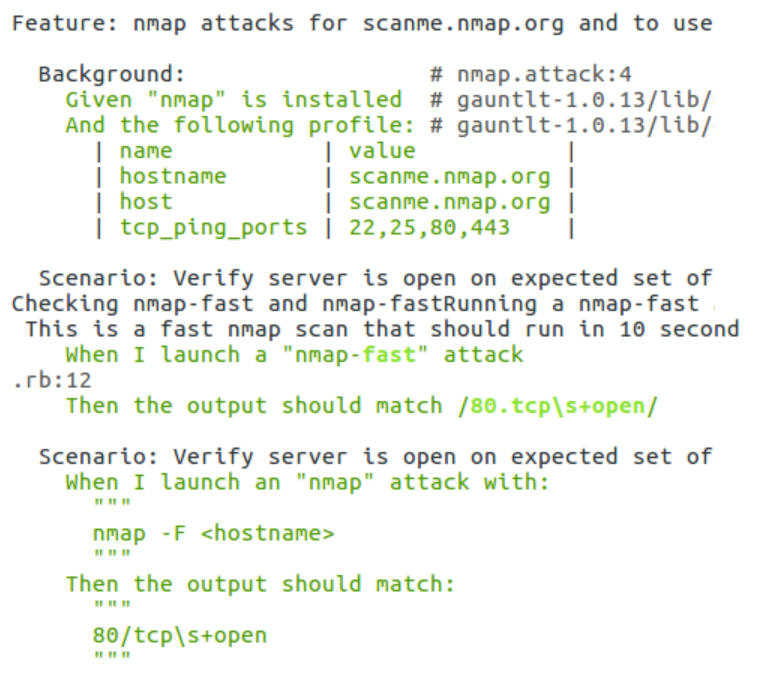 Feature: nmap attacks for scanme.nmap.org and to use
Background: # nmap.attack:4
Given "nmap" is installed # gauntlt-1.0.13/lib/
And the following profile: # gauntlt-1.0.13/lib/
| name | value |
| hostname | scanme.nmap.org |
| host | scanme.nmap.org |
| tcp_ping_ports | 22,25,80,443 |
Scenario: Verify server is open on expected set of
Checking nmap-fast and nmap-fastRunning a nmap-fast
This is a fast nmap scan that should run in 10 second
When I launch a "nmap-fast" attack
.rb:12
Then the output should match /80.tcp\s+open/
Scenario: Verify server is open on expected set of
When I launch an "nmap" attack with:
"""
nmap -F <hostname>
"""
Then the output should match:
"""
80/tcp\s+open
"""